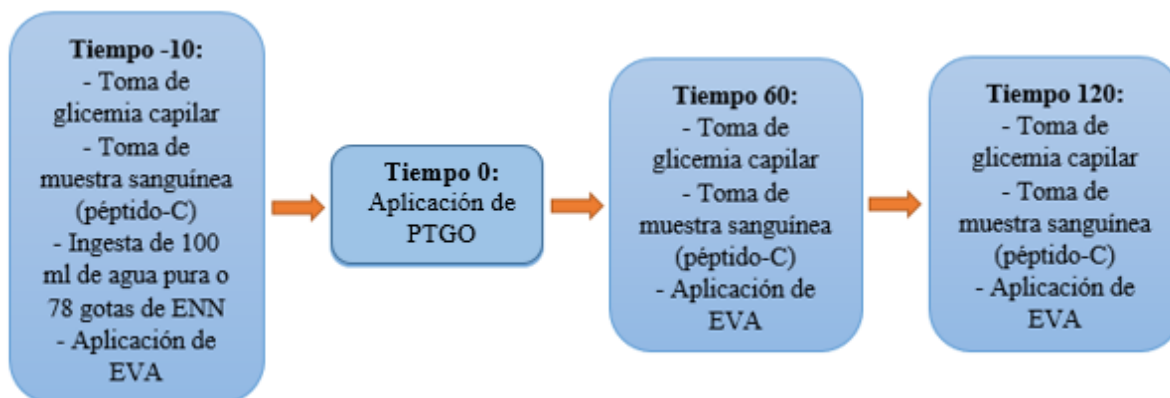 Tiempo -10:
- Toma de
glicemia capilar
- Toma de
muestra sanguínea
(péptido-C)
- Ingesta de 100
ml de agua pura o
78 gotas de ENN
- Aplicación de
EVA
Tiempo 0:
Aplicación de
PTGO
Tiempo 60:
- Toma de
glicemia capilar
- Toma de
muestra sanguínea
(péptido-C)
- Aplicación de
EVA
Tiempo 120:
- Toma de
glicemia capilar
- Toma de
muestra sanguínea
(péptido-C)
- Aplicación de
EVA